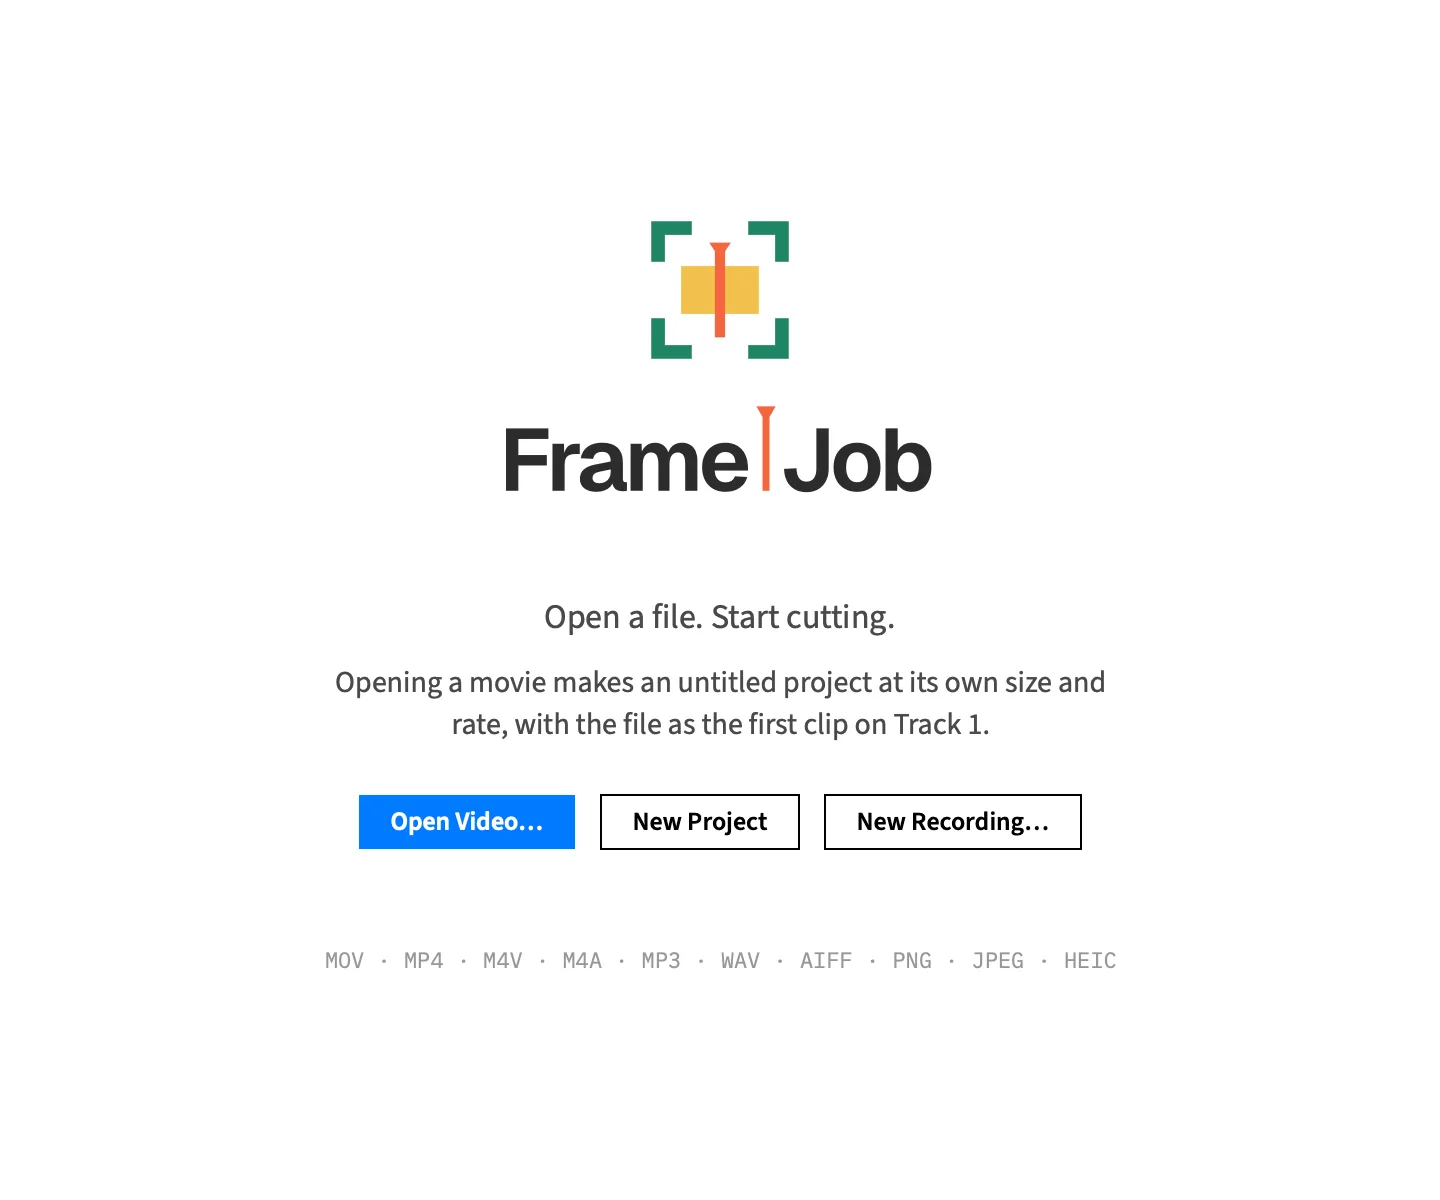 Frame Job
Open a file. Start cutting.
Opening a movie makes an untitled project at its own size and
rate, with the file as the first clip on Track 1.
Open Video…
New Project
New Recording…
MOV · MP4 · M4V · M4A · MP3 · WAV · AIFF · PNG · JPEG · HEIC